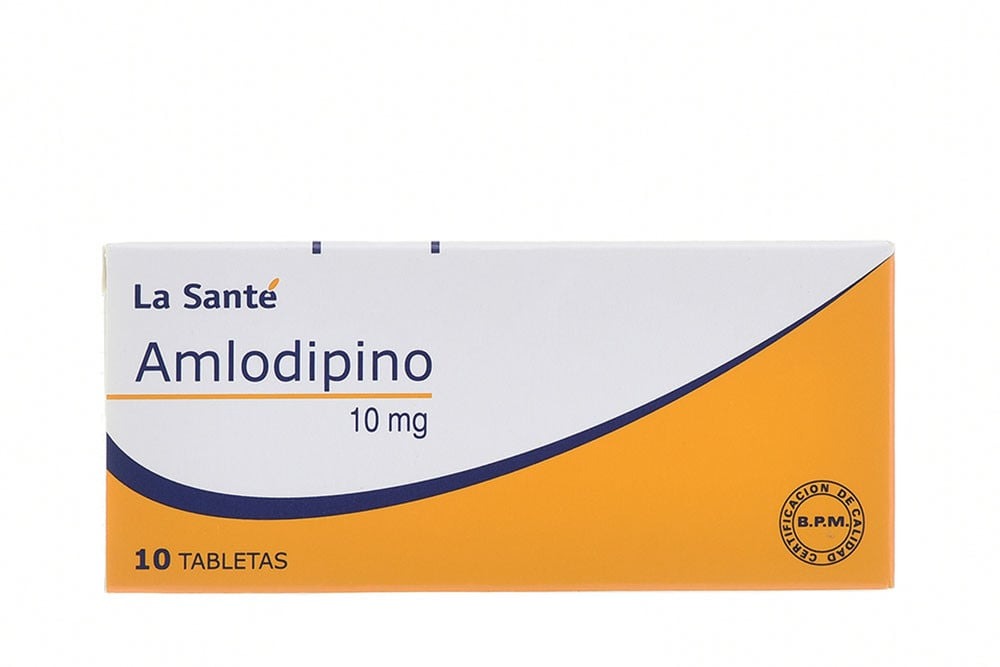 La Santé
Amlodipino
10 mg
10 TABLETAS
CERTIFICACION DE CALIDAD
B.P.M.